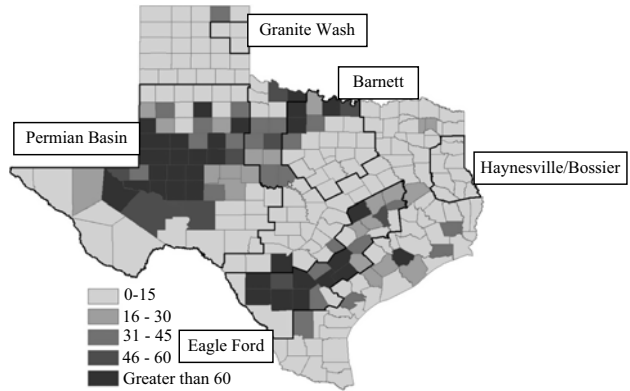 Granite Wash
Barnett
Permian Basin
Haynesville/Bossier
0-15
16 - 30
31 - 45
46 - 60
Greater than 60
Eagle Ford